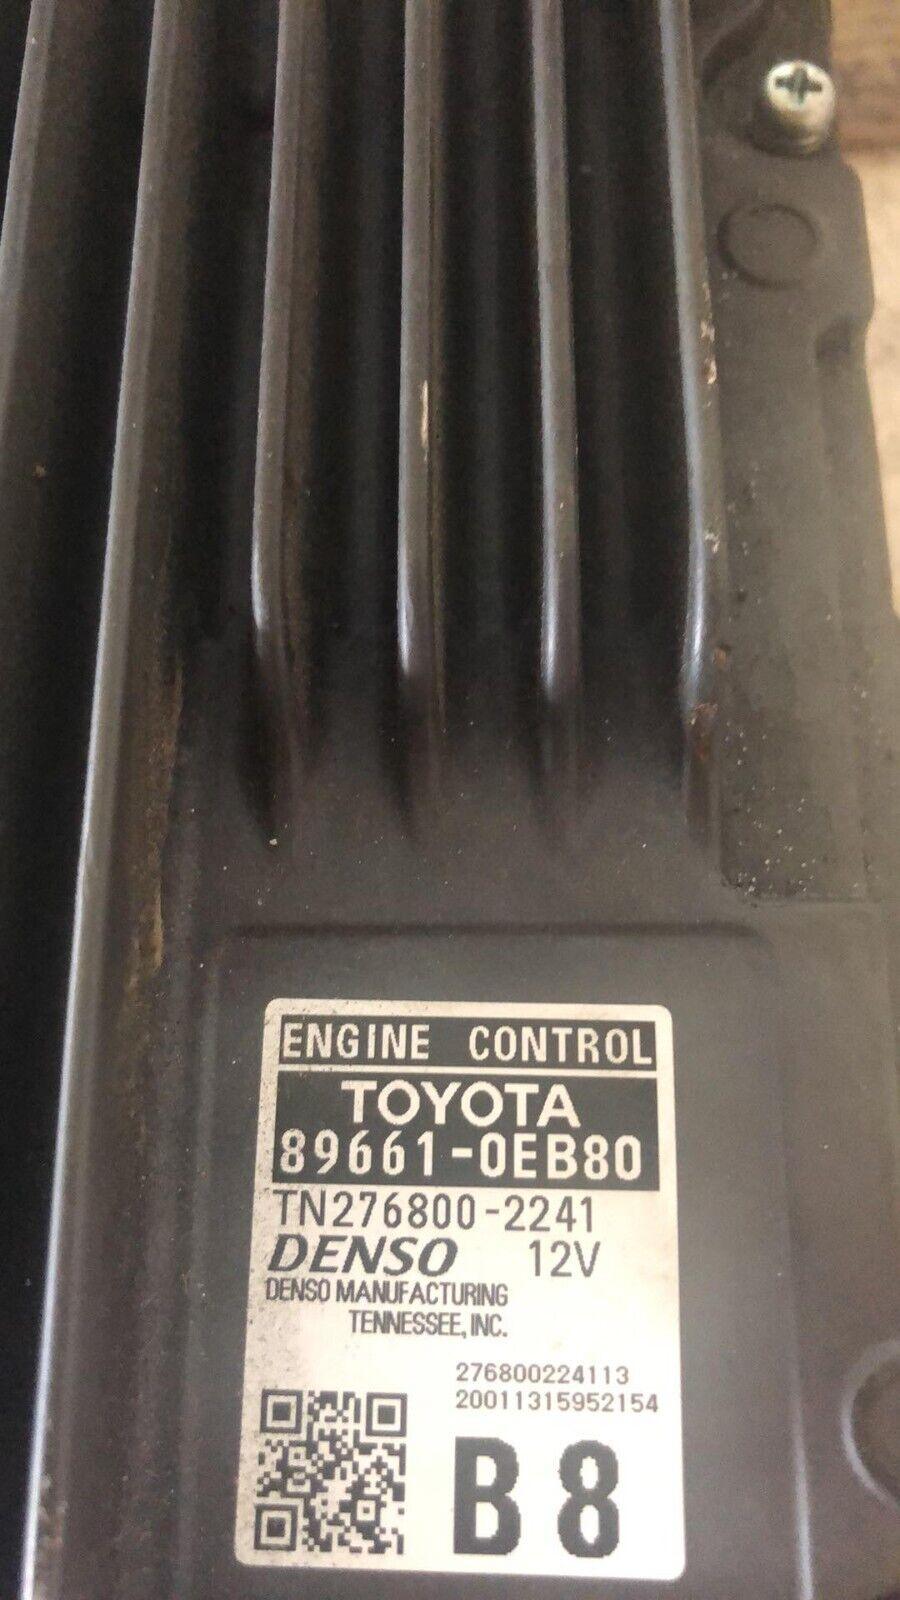 ENGINE CONTROL
TOYOTA
89661-0EB80
TN276800-2241
DENSO 12V
DENSO MANUFACTURING
TENNESSEE, INC.
276800224113
20011315952154
B8